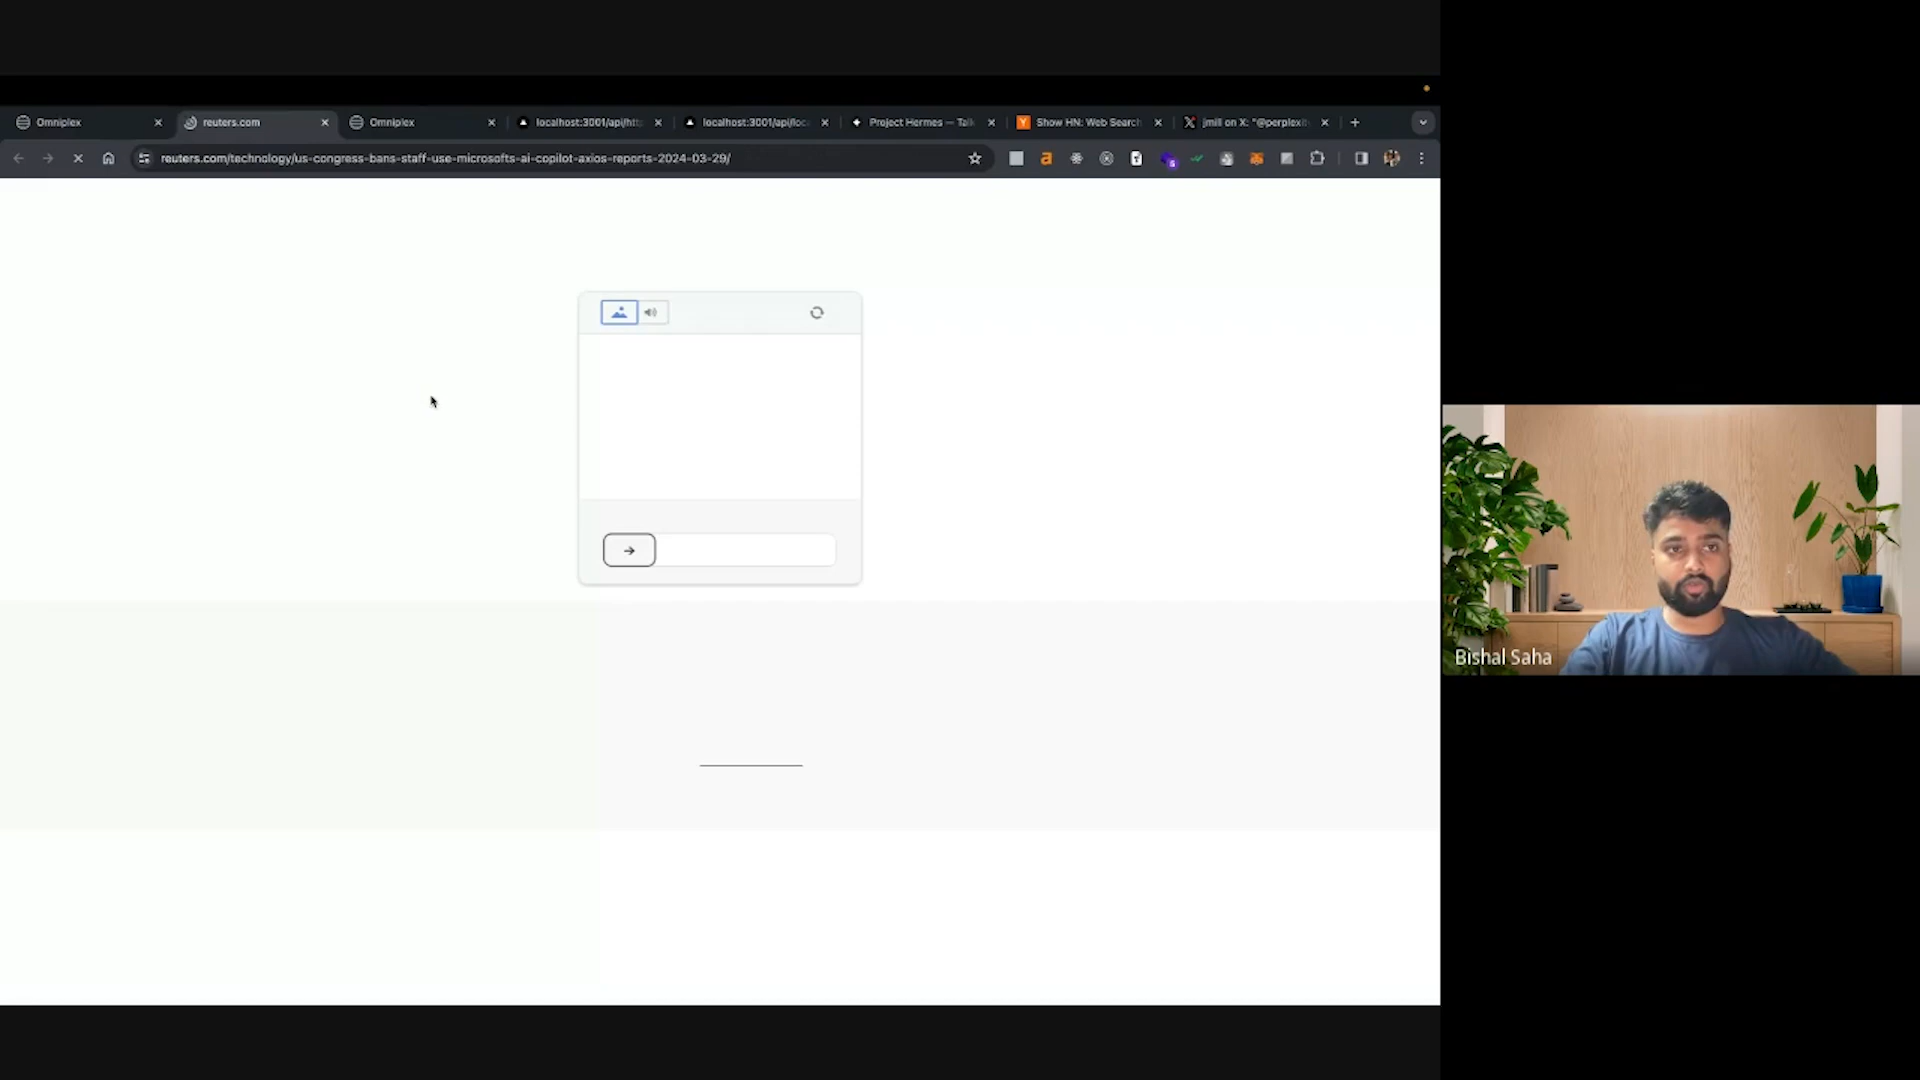 Omniplex
reuters.com
Omniplex
localhost:3001/api/htt
localhost:3001/api/loc
Project Hermes — Talk
Show HN: Web Search
jmill on X: "@perplexit
reuters.com/technology/us-congress-bans-staff-use-microsofts-ai-copilot-axios-reports-2024-03-29/
Bishal Saha